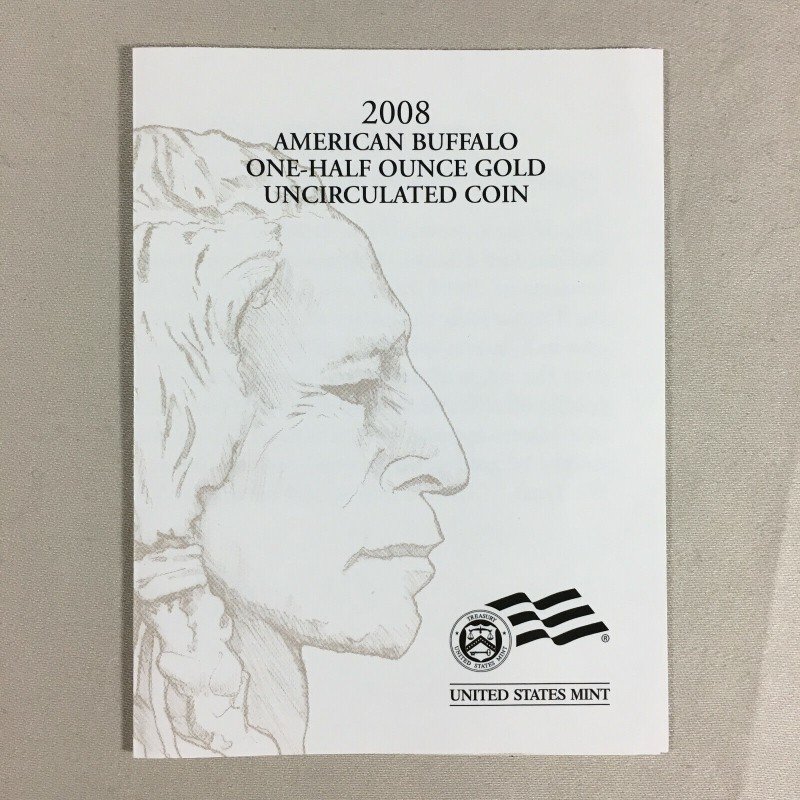 2008
AMERICAN BUFFALO
ONE-HALF OUNCE GOLD
UNCIRCULATED COIN
TREASURY
UNITED STATES MINT
®
UNITED STATES MINT